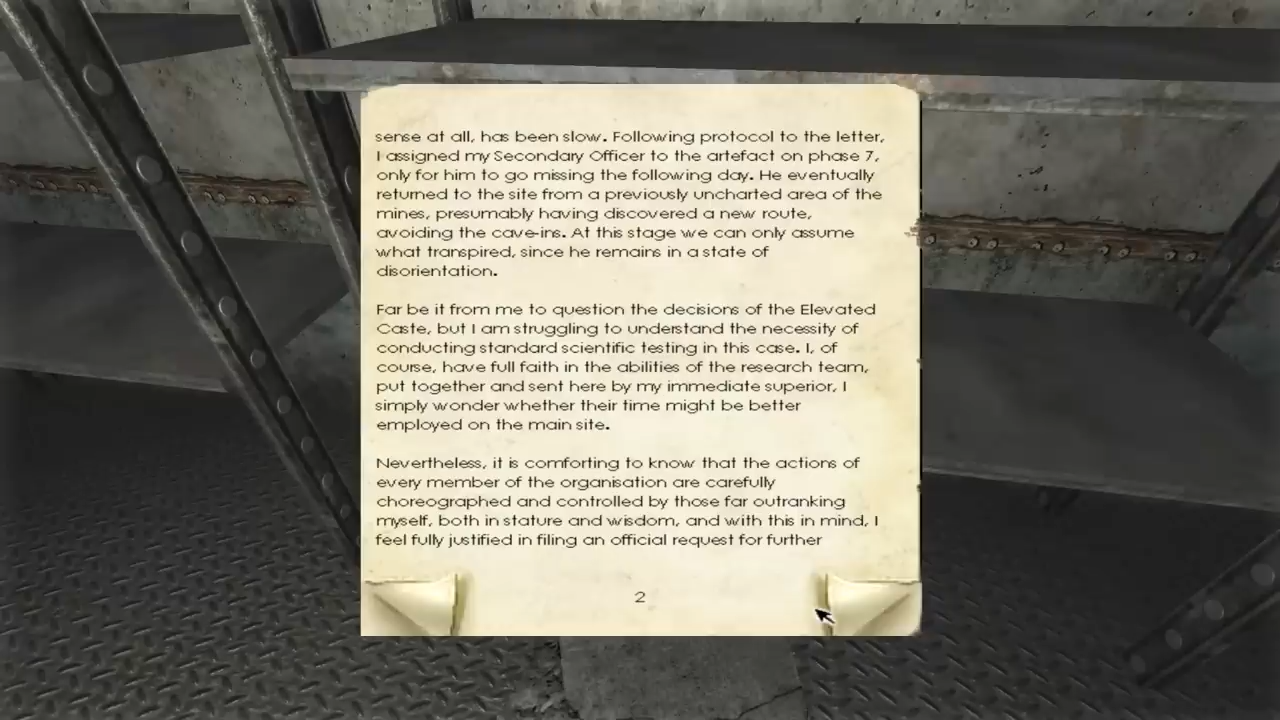 sense at all, has been slow. Following protocol to the letter,
I assigned my Secondary Officer to the artefact on phase 7,
only for him to go missing the following day. He eventually
returned to the site from a previously uncharted area of the
mines, presumably having discovered a new route,
avoiding the cave-ins. At this stage we can only assume
what transpired, since he remains in a state of
disorientation.
Far be it from me to question the decisions of the Elevated
Caste, but I am struggling to understand the necessity of
conducting standard scientific testing in this case. I, of
course, have full faith in the abilities of the research team,
put together and sent here by my immediate superior, I
simply wonder whether their time might be better
employed on the main site.
Nevertheless, it is comforting to know that the actions of
every member of the organisation are carefully
choreographed and controlled by those far outranking
myself, both in stature and wisdom, and with this in mind, I
feel fully justified in filing an official request for further
2